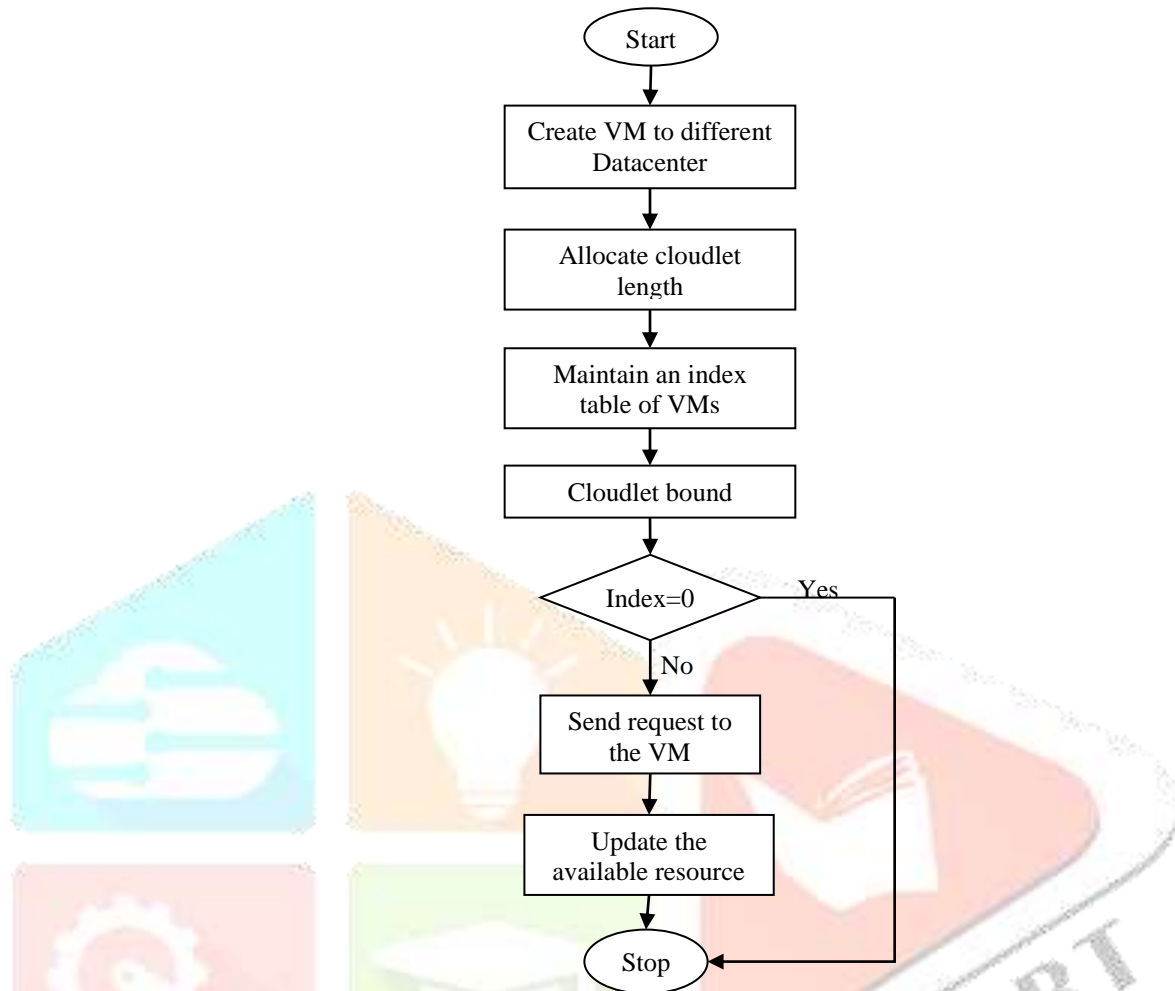 Start
Create VM to different
Datacenter
Allocate cloudlet
length
Maintain an index
table of VMs
Cloudlet bound
Index=0
Yes
No
Send request to
the VM
Update the
available resource
Stop
RT